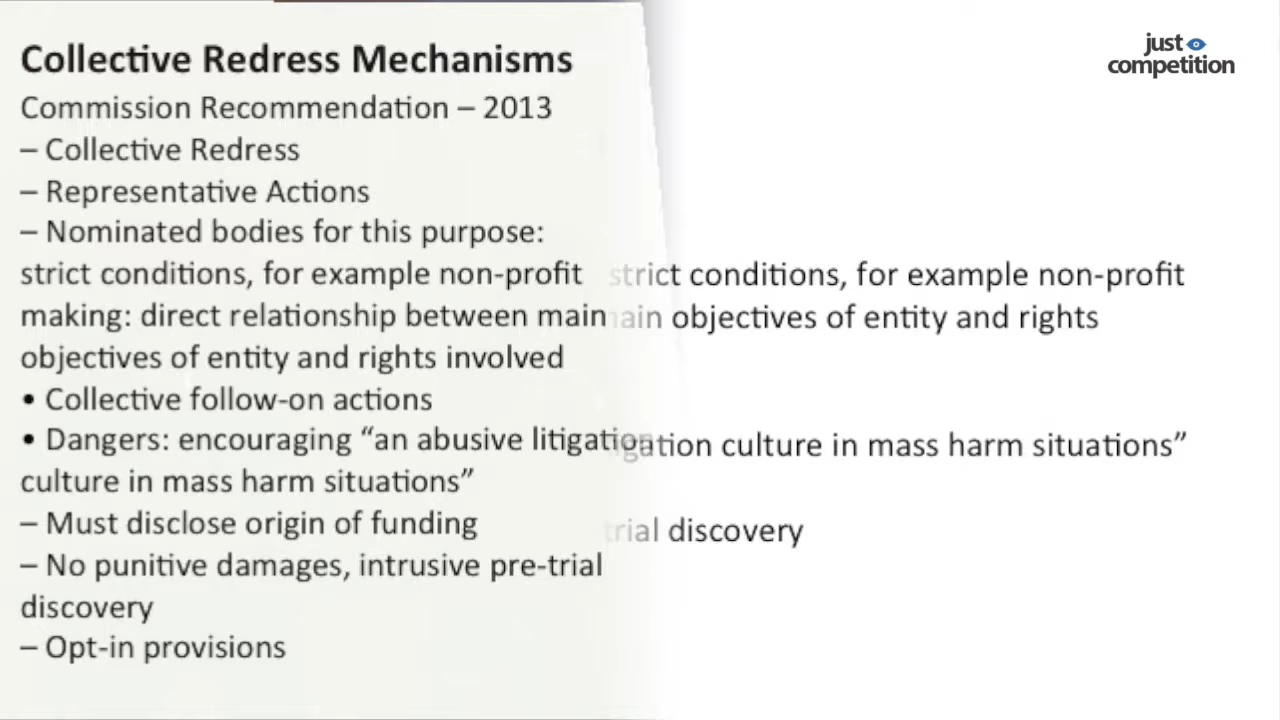 Collective Redress Mechanisms
Commission Recommendation – 2013
– Collective Redress
– Representative Actions
– Nominated bodies for this purpose:
strict conditions, for example non-profit
making: direct relationship between main
objectives of entity and rights involved
• Collective follow-on actions
• Dangers: encouraging “an abusive litigation
culture in mass harm situations”
– Must disclose origin of funding
– No punitive damages, intrusive pre-trial
discovery
– Opt-in provisions
just
competition
strict conditions, for example non-profit
main objectives of entity and rights
culture in mass harm situations”
trial discovery